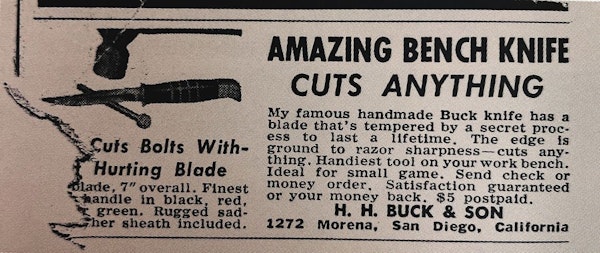 AMAZING BENCH KNIFE
CUTS ANYTHING
My famous handmade Buck knife has a
blade that's tempered by a secret proc-
ess to last a lifetime. The edge is
ground to razor sharpness—cuts any-
thing. Handiest tool on your work bench.
Ideal for small game. Send check or
money order. Satisfaction guaranteed
or your money back. $5 postpaid.
H. H. BUCK & SON
1272 Morena, San Diego, California
Cuts Bolts With-
Hurting Blade
blade, 7" overall. Finest
handle in black, red,
green. Rugged sad-
her sheath included.